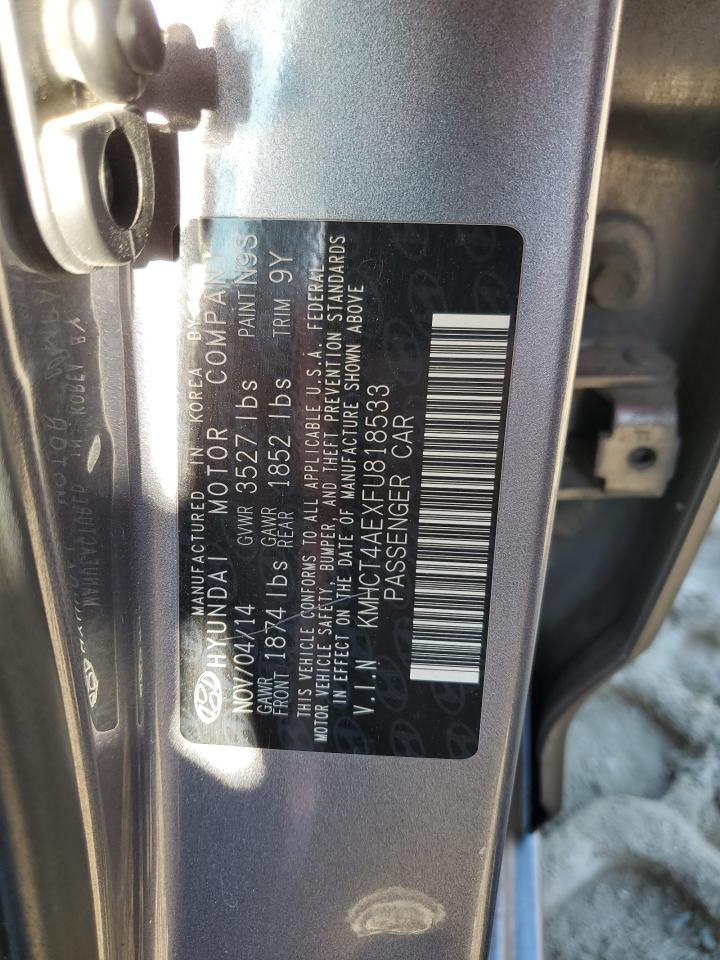 MANUFACTURED IN KOREA BY
HYUNDAI MOTOR COMPANY
NOV/04/14 GVWR 3527 lbs PAINT N9S
GAWR FRONT 1874 lbs GAWR REAR 1852 lbs TRIM 9Y
THIS VEHICLE CONFORMS TO ALL APPLICABLE U.S.A. FEDERAL
MOTOR VEHICLE SAFETY, BUMPER, AND THEFT PREVENTION STANDARDS
IN EFFECT ON THE DATE OF MANUFACTURE SHOWN ABOVE
V.I.N KMHCT4AEXFU818533
PASSENGER CAR